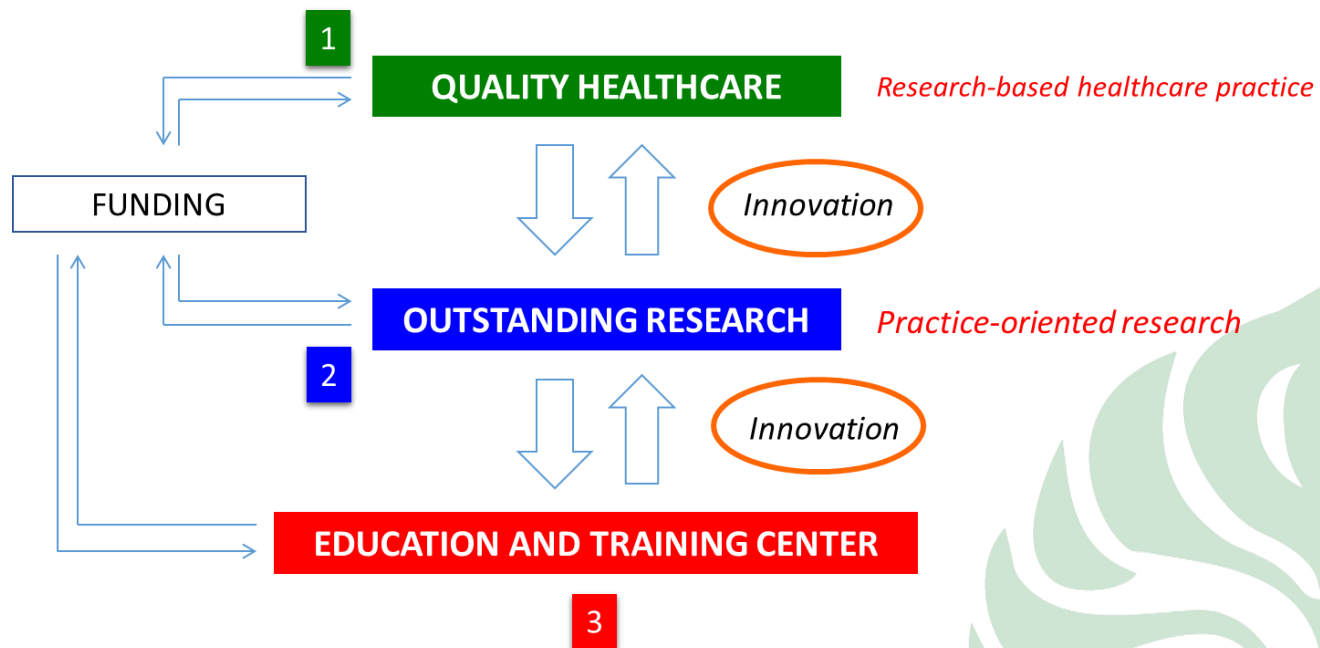 1
QUALITY HEALTHCARE
Research-based healthcare practice
FUNDING
Innovation
OUTSTANDING RESEARCH
Practice-oriented research
2
Innovation
EDUCATION AND TRAINING CENTER
3